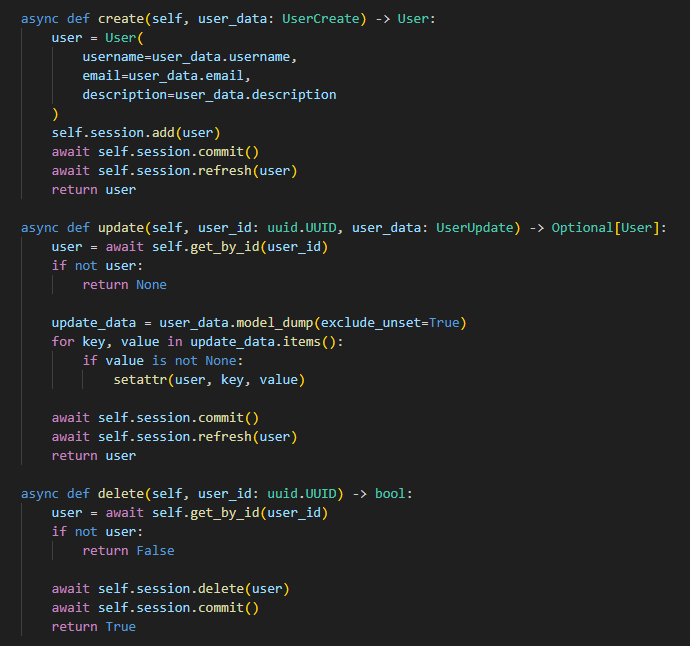 async def create(self, user_data: UserCreate) -> User:
    user = User(
        username=user_data.username,
        email=user_data.email,
        description=user_data.description
    )
    self.session.add(user)
    await self.session.commit()
    await self.session.refresh(user)
    return user

async def update(self, user_id: uuid.UUID, user_data: UserUpdate) -> Optional[User]:
    user = await self.get_by_id(user_id)
    if not user:
        return None

    update_data = user_data.model_dump(exclude_unset=True)
    for key, value in update_data.items():
        if value is not None:
            setattr(user, key, value)

    await self.session.commit()
    await self.session.refresh(user)
    return user

async def delete(self, user_id: uuid.UUID) -> bool:
    user = await self.get_by_id(user_id)
    if not user:
        return False

    await self.session.delete(user)
    await self.session.commit()
    return True